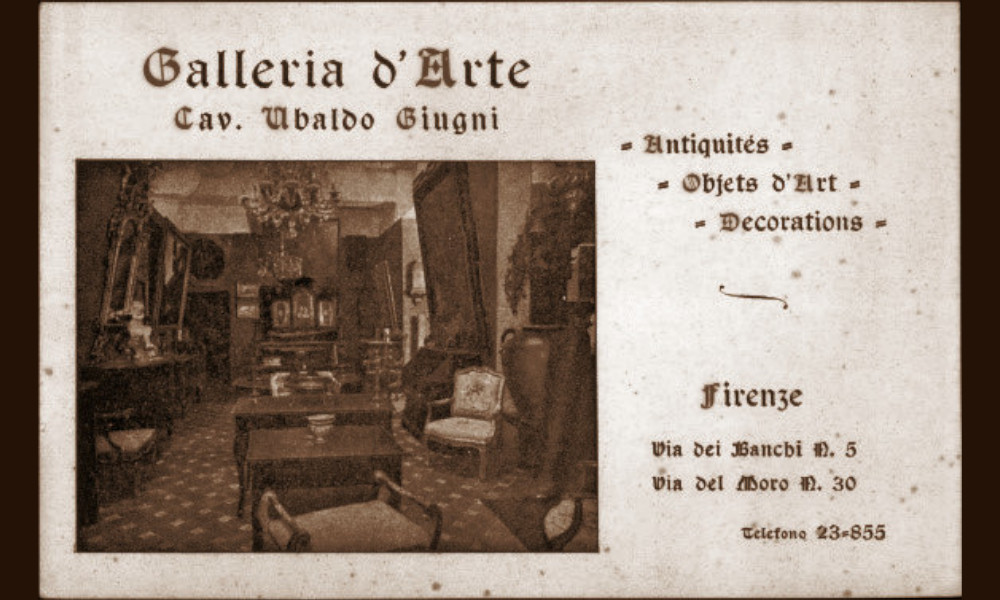 Galleria d'Arte
Cav. Ubaldo Giugni
- Antiquités -
- Objets d'Art -
- Decorations -
Firenze
Via dei Banchi N. 5
Via del Moro N. 30
Telefono 23-855